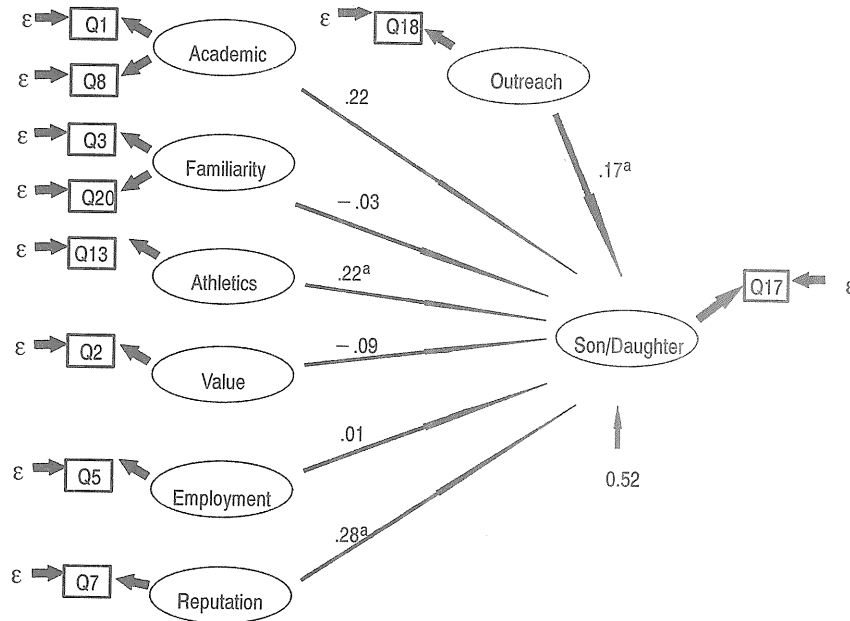 ε Q1
Academic
ε Q8
ε Q18
Outreach
.22
ε Q3
Familiarity
ε Q20
−.03
.17a
ε Q13
Athletics
.22a
Q17 ε
ε Q2
Value
−.09
Son/Daughter
ε Q5
Employment
.01
0.52
ε Q7
Reputation
.28a